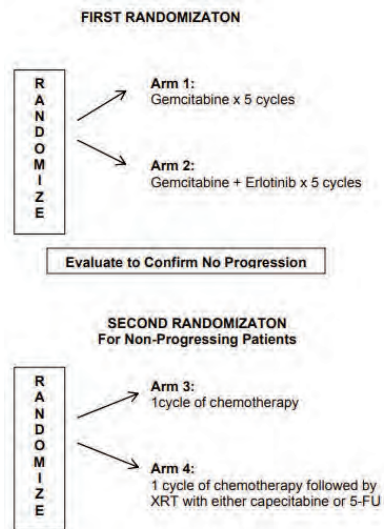 FIRST RANDOMIZATON
RANDOMIZE
Arm 1:
Gemcitabine x 5 cycles
Arm 2:
Gemcitabine + Erlotinib x 5 cycles
Evaluate to Confirm No Progression
SECOND RANDOMIZATON
For Non-Progressing Patients
RANDOMIZE
Arm 3:
1cycle of chemotherapy
Arm 4:
1 cycle of chemotherapy followed by
XRT with either capecitabine or 5-FU